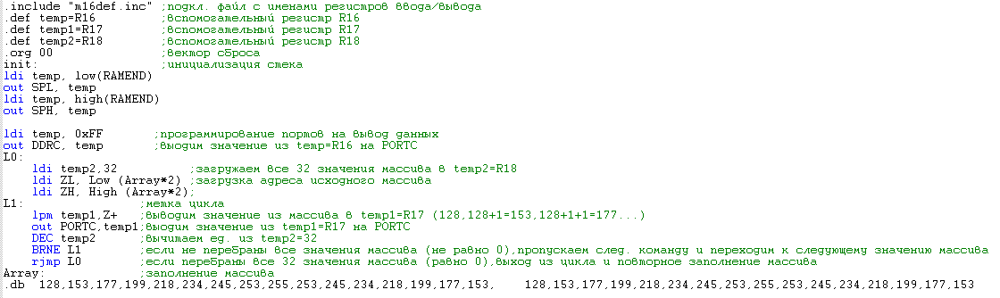 .include "m16def.inc" ;подкл. файл с именами регистров ввода/вывода
.def temp=R16 ;вспомогательный регистр R16
.def temp1=R17 ;вспомогательный регистр R17
.def temp2=R18 ;вспомогательный регистр R18
.org 00 ;вектор сброса
init: ;инициализация стека
ldi temp, low(RAMEND)
out SPL, temp
ldi temp, high(RAMEND)
out SPH, temp
ldi temp, 0xFF ;программирование портов на вывод данных
out DDRC, temp ;выодим значение из temp=R16 на PORTC
L0:
ldi temp2,32 ;загружаем все 32 значения массива в temp2=R18
ldi ZL, Low (Array*2) ;загрузка адреса исходного массива
ldi ZH, High (Array*2);
L1: ;метка цикла
lpm temp1,Z+ ;выводим значение из массива в temp1=R17 (128,128+1=153,128+1+1=177...)
out PORTC,temp1;выодим значение из temp1=R17 на PORTC
DEC temp2 ;вычитаем ед. из temp2=32
BRNE L1 ;если не перебраны все значения массива (не равно 0),пропускаем след. команду и переходим к следующему значению массива
rjmp L0 ;если перебраны все 32 значения массива (равно 0),выход из цикла и повторное заполнение массива
Array: ;заполнение массива
.db 128,153,177,199,218,234,245,253,255,253,245,234,218,199,177,153, 128,153,177,199,218,234,245,253,255,253,245,234,218,199,177,153